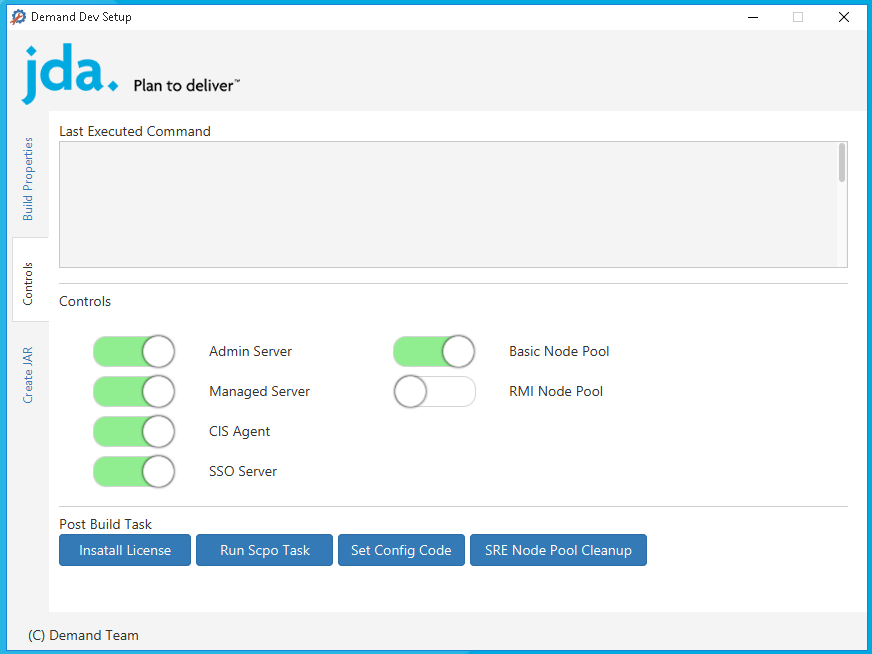 Demand Dev Setup
jda.
Plan to deliver™
Build Properties
Controls
Create JAR
Last Executed Command
Controls
Admin Server
Basic Node Pool
Managed Server
RMI Node Pool
CIS Agent
SSO Server
Post Build Task
Insatall License
Run Scpo Task
Set Config Code
SRE Node Pool Cleanup
(C) Demand Team